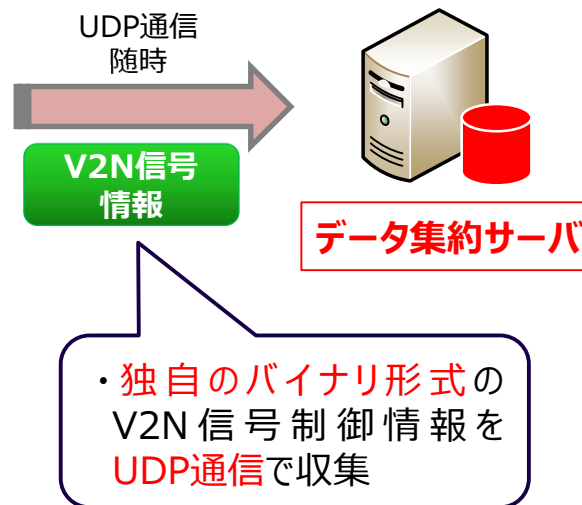 UDP通信
随時
V2N信号
情報
データ集約サーバ
・独自のバイナリ形式の
V2N信号制御情報を
UDP通信で収集